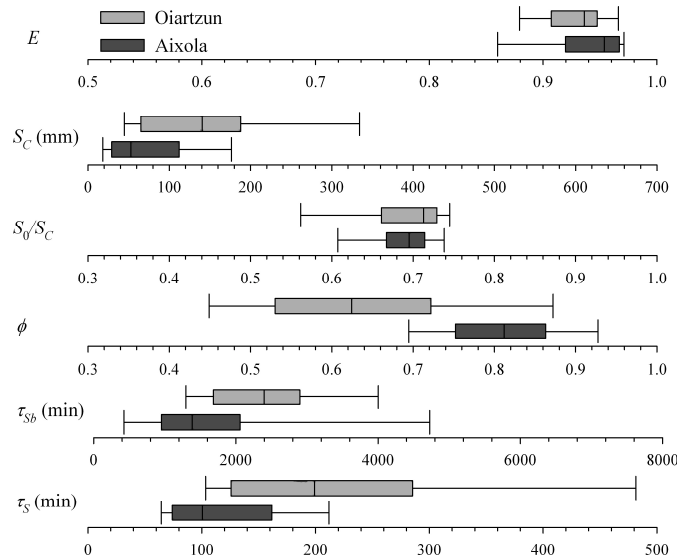 Oiartzun
Aixola
E
0.5 0.6 0.7 0.8 0.9 1.0
S_C (mm)
0 100 200 300 400 500 600 700
S_0/S_C
0.3 0.4 0.5 0.6 0.7 0.8 0.9 1.0
ϕ
0.3 0.4 0.5 0.6 0.7 0.8 0.9 1.0
τ_Sb (min)
0 2000 4000 6000 8000
τ_S (min)
0 100 200 300 400 500